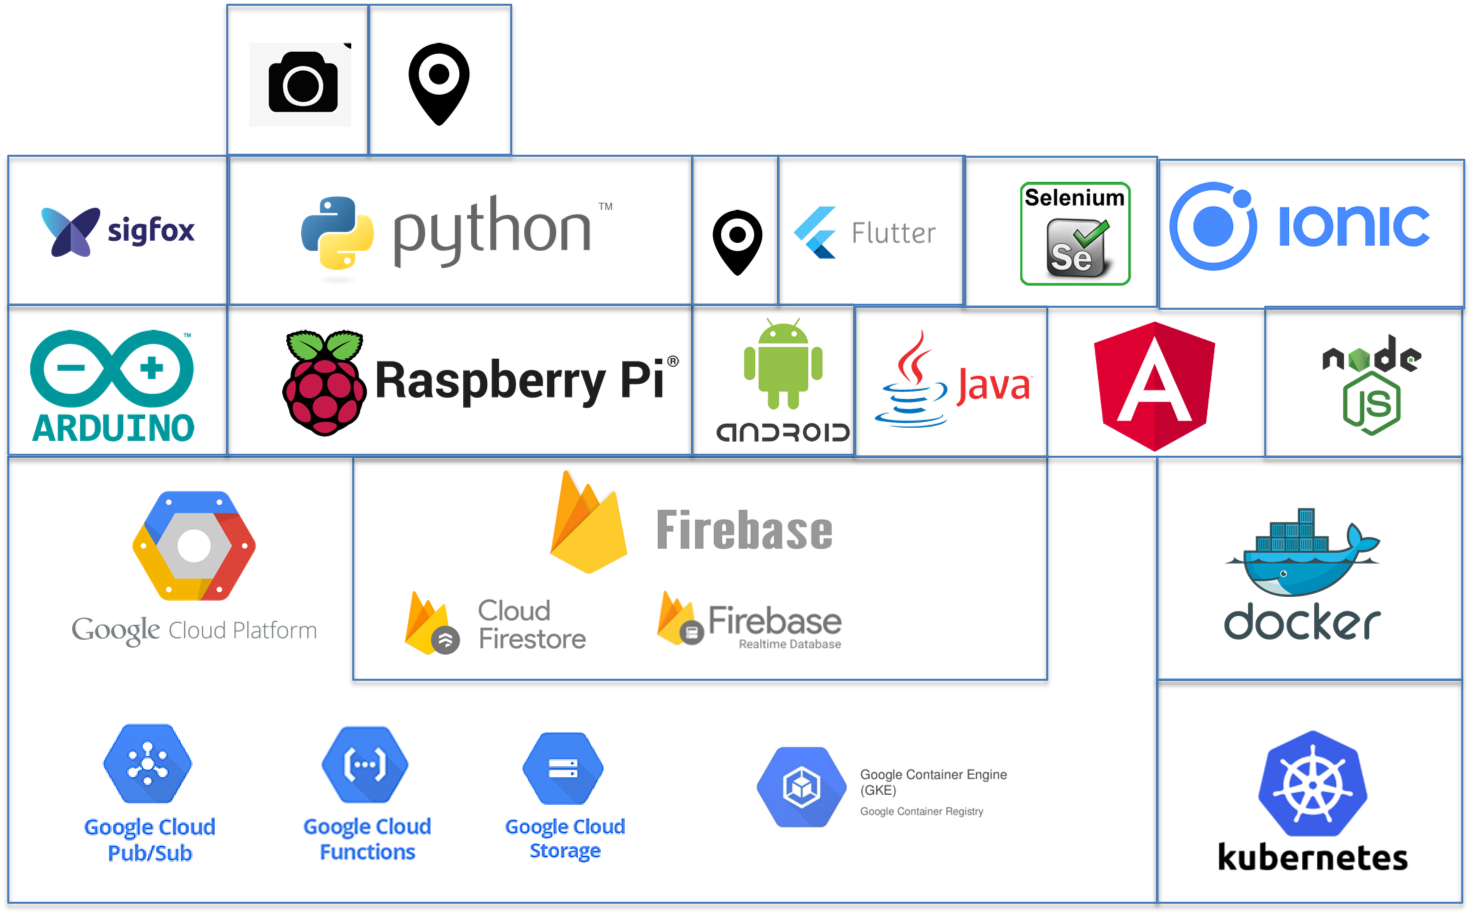 sigfox
python™
Flutter
Selenium
Se
IONIC
™
ARDUINO
Raspberry Pi®
ANDROID
Java™
A
node
JS
Google Cloud Platform
Firebase
Cloud
Firestore
Firebase
Realtime Database
docker
Google Cloud
Pub/Sub
Google Cloud
Functions
Google Cloud
Storage
Google Container Engine
(GKE)
Google Container Registry
kubernetes